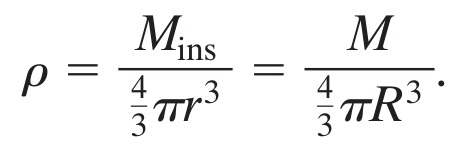 ρ = M_ins / (4/3 πr³) = M / (4/3 πR³).